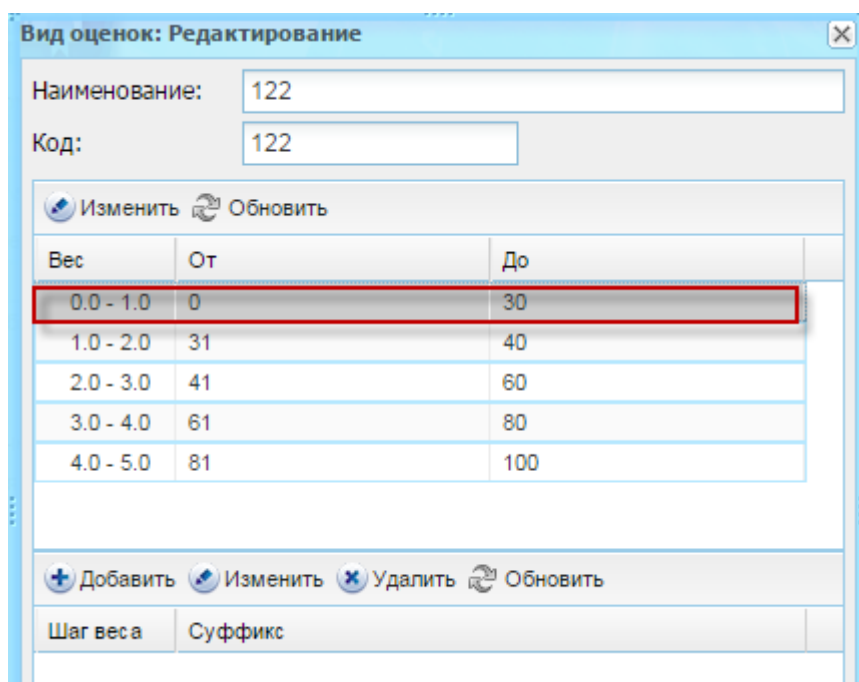 Вид оценок: Редактирование
Наименование: 122
Код: 122
Изменить Обновить
Вес От До
0.0 - 1.0 0 30
1.0 - 2.0 31 40
2.0 - 3.0 41 60
3.0 - 4.0 61 80
4.0 - 5.0 81 100
Добавить Изменить Удалить Обновить
Шаг веса Суффикс